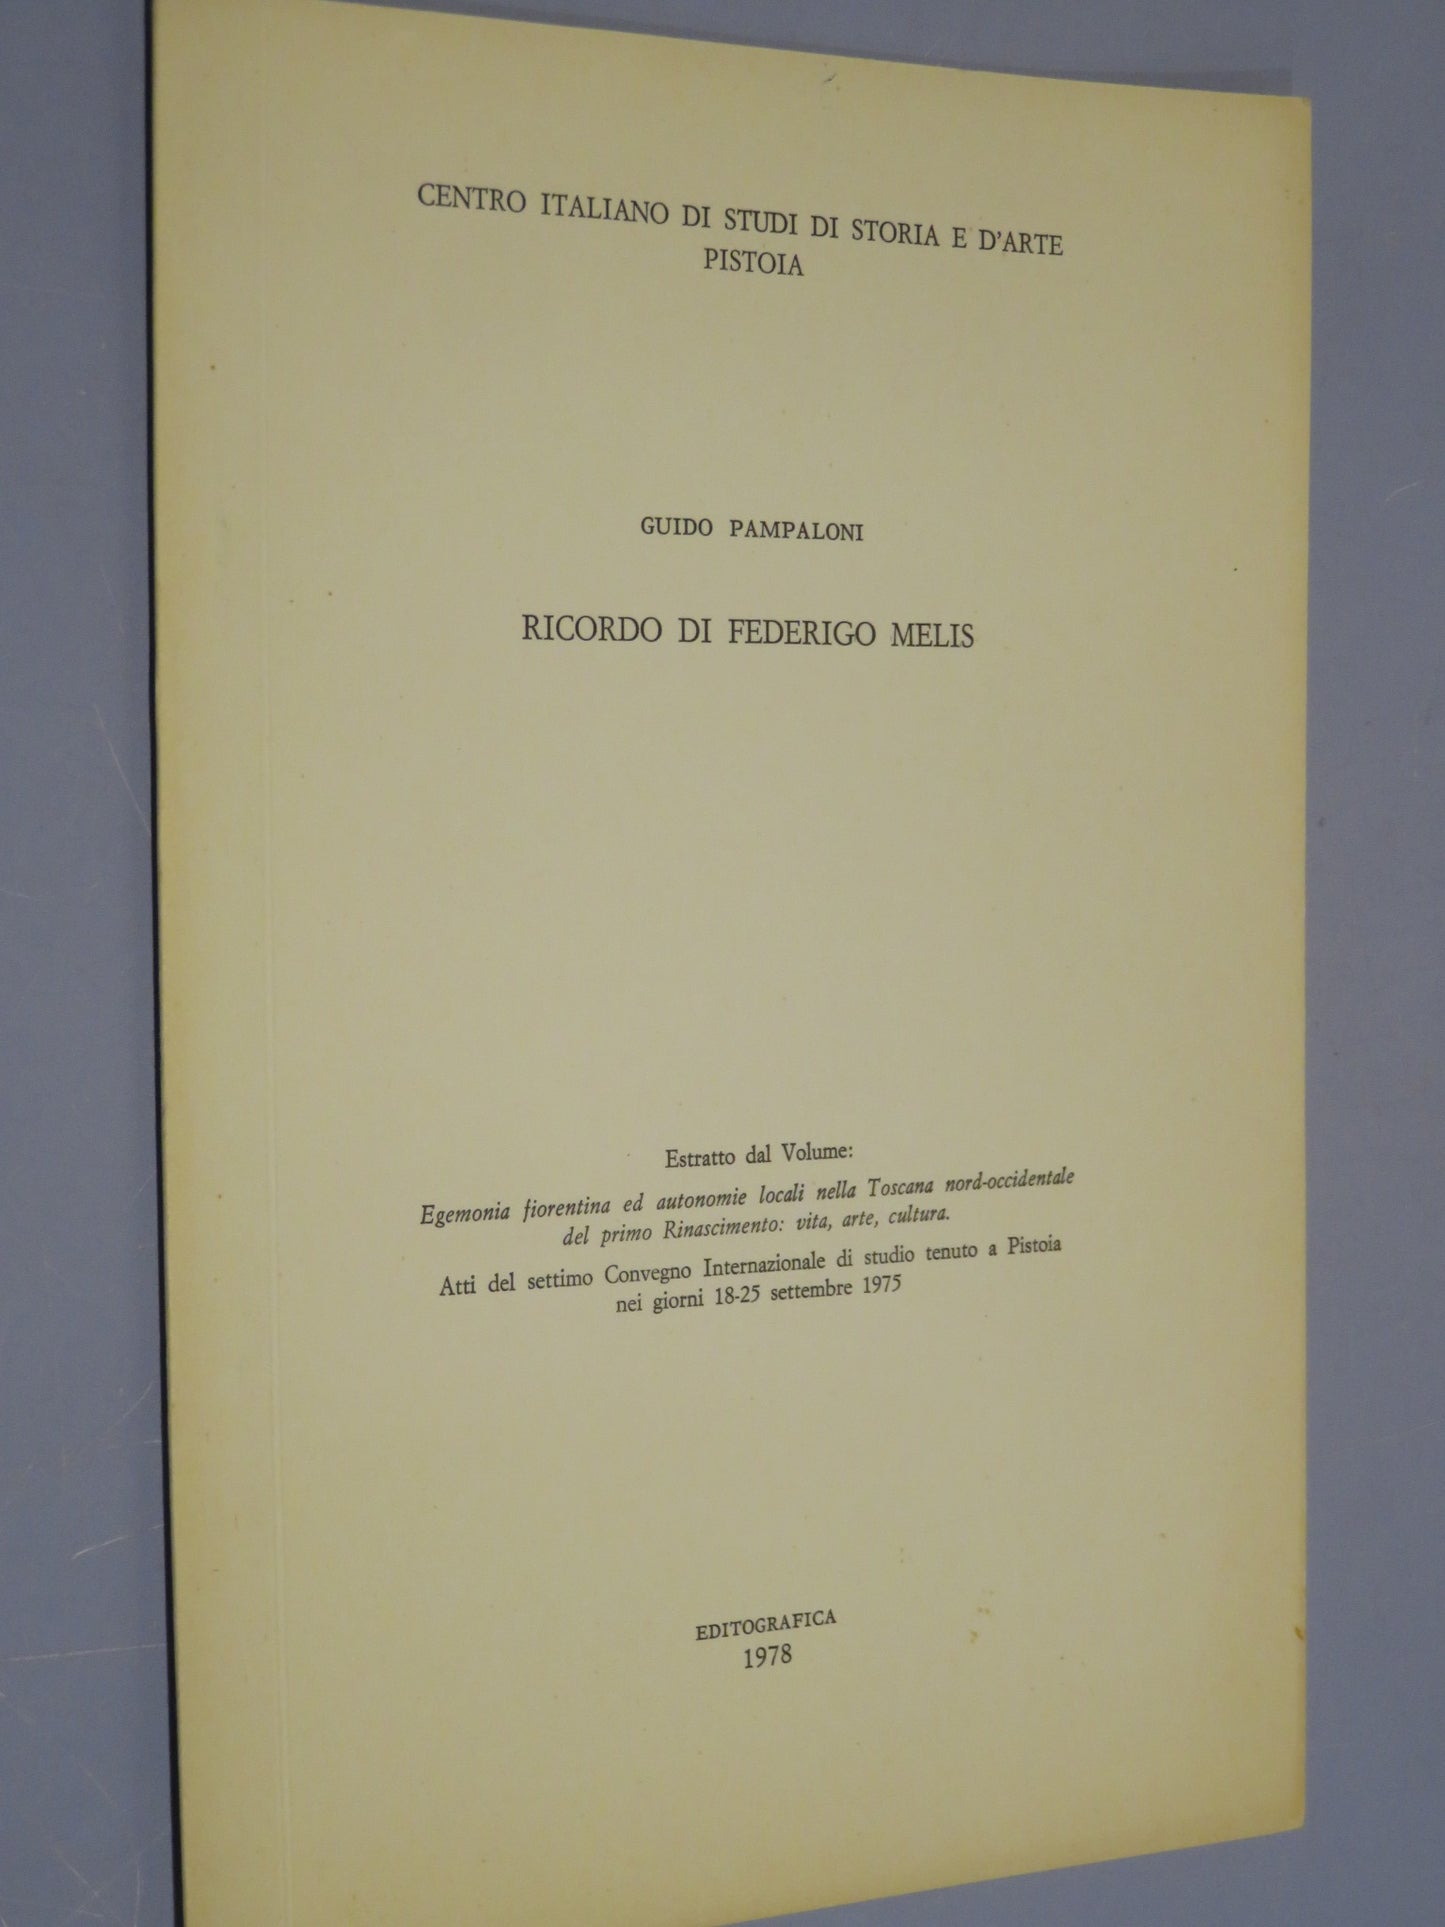 CENTRO ITALIANO DI STUDI DI STORIA E D'ARTE
PISTOIA
GUIDO PAMPALONI
RICORDO DI FEDERIGO MELIS
Estratto dal Volume:
Egemonia fiorentina ed autonomie locali nella Toscana nord-occidentale
del primo Rinascimento: vita, arte, cultura.
Atti del settimo Convegno Internazionale di studio tenuto a Pistoia
nei giorni 18-25 settembre 1975
EDITOGRAFICA
1978